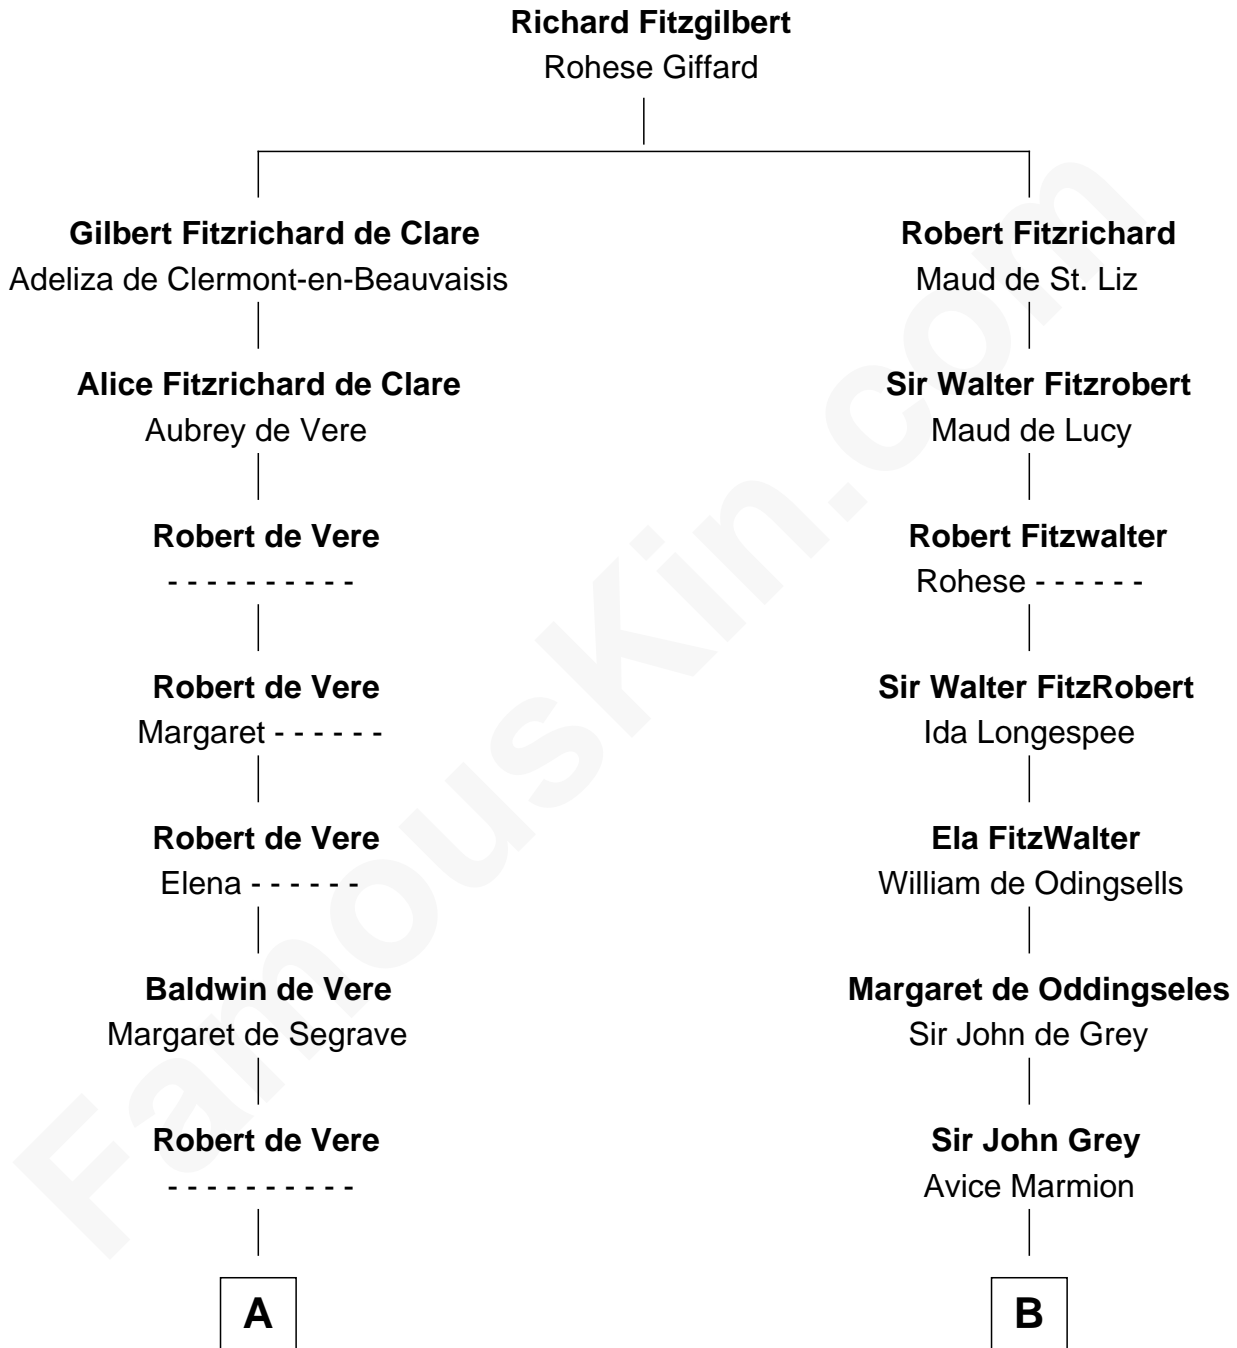 Richard Fitzgilbert
Rohese Giffard
Gilbert Fitzrichard de Clare
Adeliza de Clermont-en-Beauvaisis
Alice Fitzrichard de Clare
Aubrey de Vere
Robert de Vere
- - - - - - - - - -
Robert de Vere
Margaret - - - - - -
Robert de Vere
Elena - - - - - -
Baldwin de Vere
Margaret de Segrave
Robert de Vere
- - - - - - - - - -
A
Robert Fitzrichard
Maud de St. Liz
Sir Walter Fitzrobert
Maud de Lucy
Robert Fitzwalter
Rohese - - - - - -
Sir Walter FitzRobert
Ida Longespee
Ela FitzWalter
William de Odingsells
Margaret de Oddingseles
Sir John de Grey
Sir John Grey
Avice Marmion
B
FamousKin.com